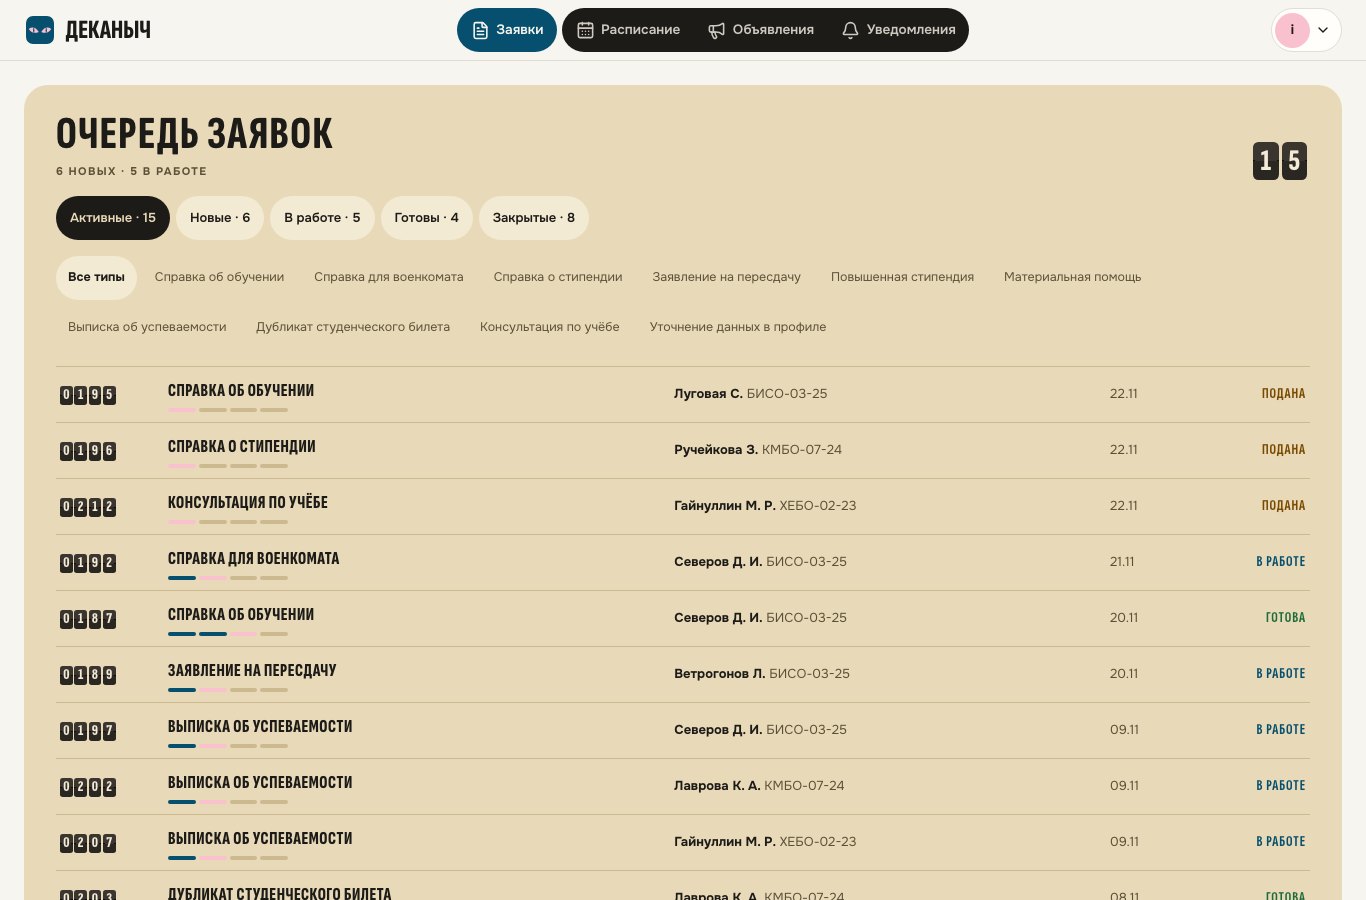 ДЕКАНЫЧ
Заявки
Расписание
Объявления
Уведомления
i
ОЧЕРЕДЬ ЗАЯВОК
6 НОВЫХ · 5 В РАБОТЕ
15
Активные · 15
Новые · 6
В работе · 5
Готовы · 4
Закрытые · 8
Все типы
Справка об обучении
Справка для военкомата
Справка о стипендии
Заявление на пересдачу
Повышенная стипендия
Материальная помощь
Выписка об успеваемости
Дубликат студенческого билета
Консультация по учёбе
Уточнение данных в профиле
0195 СПРАВКА ОБ ОБУЧЕНИИ Луговая С. БИСО-03-25 22.11 ПОДАНА
0196 СПРАВКА О СТИПЕНДИИ Ручейкова З. КМБО-07-24 22.11 ПОДАНА
0212 КОНСУЛЬТАЦИЯ ПО УЧЁБЕ Гайнуллин М. Р. ХЕБО-02-23 22.11 ПОДАНА
0192 СПРАВКА ДЛЯ ВОЕНКОМАТА Северов Д. И. БИСО-03-25 21.11 В РАБОТЕ
0187 СПРАВКА ОБ ОБУЧЕНИИ Северов Д. И. БИСО-03-25 20.11 ГОТОВА
0189 ЗАЯВЛЕНИЕ НА ПЕРЕСДАЧУ Ветрогонов Л. БИСО-03-25 20.11 В РАБОТЕ
0197 ВЫПИСКА ОБ УСПЕВАЕМОСТИ Северов Д. И. БИСО-03-25 09.11 В РАБОТЕ
0202 ВЫПИСКА ОБ УСПЕВАЕМОСТИ Лаврова К. А. КМБО-07-24 09.11 В РАБОТЕ
0207 ВЫПИСКА ОБ УСПЕВАЕМОСТИ Гайнуллин М. Р. ХЕБО-02-23 09.11 В РАБОТЕ
0203 ДУБЛИКАТ СТУДЕНЧЕСКОГО БИЛЕТА Лаврова К. А. КМБО-07-24 08.11 ГОТОВА